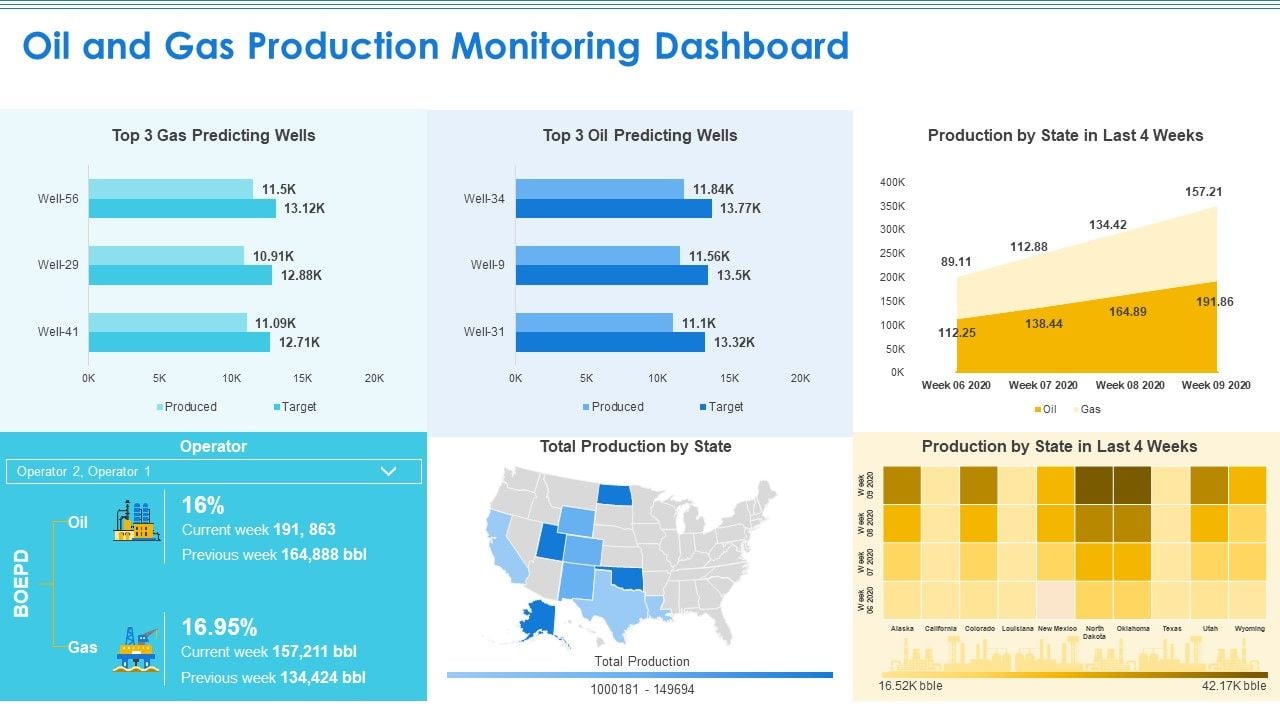 Oil and Gas Production Monitoring Dashboard
Top 3 Gas Predicting Wells
Well-56
11.5K
13.12K
Well-29
10.91K
12.88K
Well-41
11.09K
12.71K
0K 5K 10K 15K 20K
Produced Target
Top 3 Oil Predicting Wells
Well-34
11.84K
13.77K
Well-9
11.56K
13.5K
Well-31
11.1K
13.32K
0K 5K 10K 15K 20K
Produced Target
Production by State in Last 4 Weeks
400K
350K
300K
250K
200K
150K
100K
50K
0K
89.11
112.88
134.42
157.21
112.25
138.44
164.89
191.86
Week 06 2020 Week 07 2020 Week 08 2020 Week 09 2020
Oil Gas
Operator
Operator 2, Operator 1
BOEPD
Oil
16%
Current week 191, 863
Previous week 164,888 bbl
Gas
16.95%
Current week 157,211 bbl
Previous week 134,424 bbl
Total Production by State
Total Production
1000181 - 149694
Production by State in Last 4 Weeks
Week
09 2020
Week
08 2020
Week
07 2020
Week
06 2020
Alaska California Colorado Louisiana New Mexico North Oklahoma Texas Utah Wyoming
Dakota
16.52K bble 42.17K bble